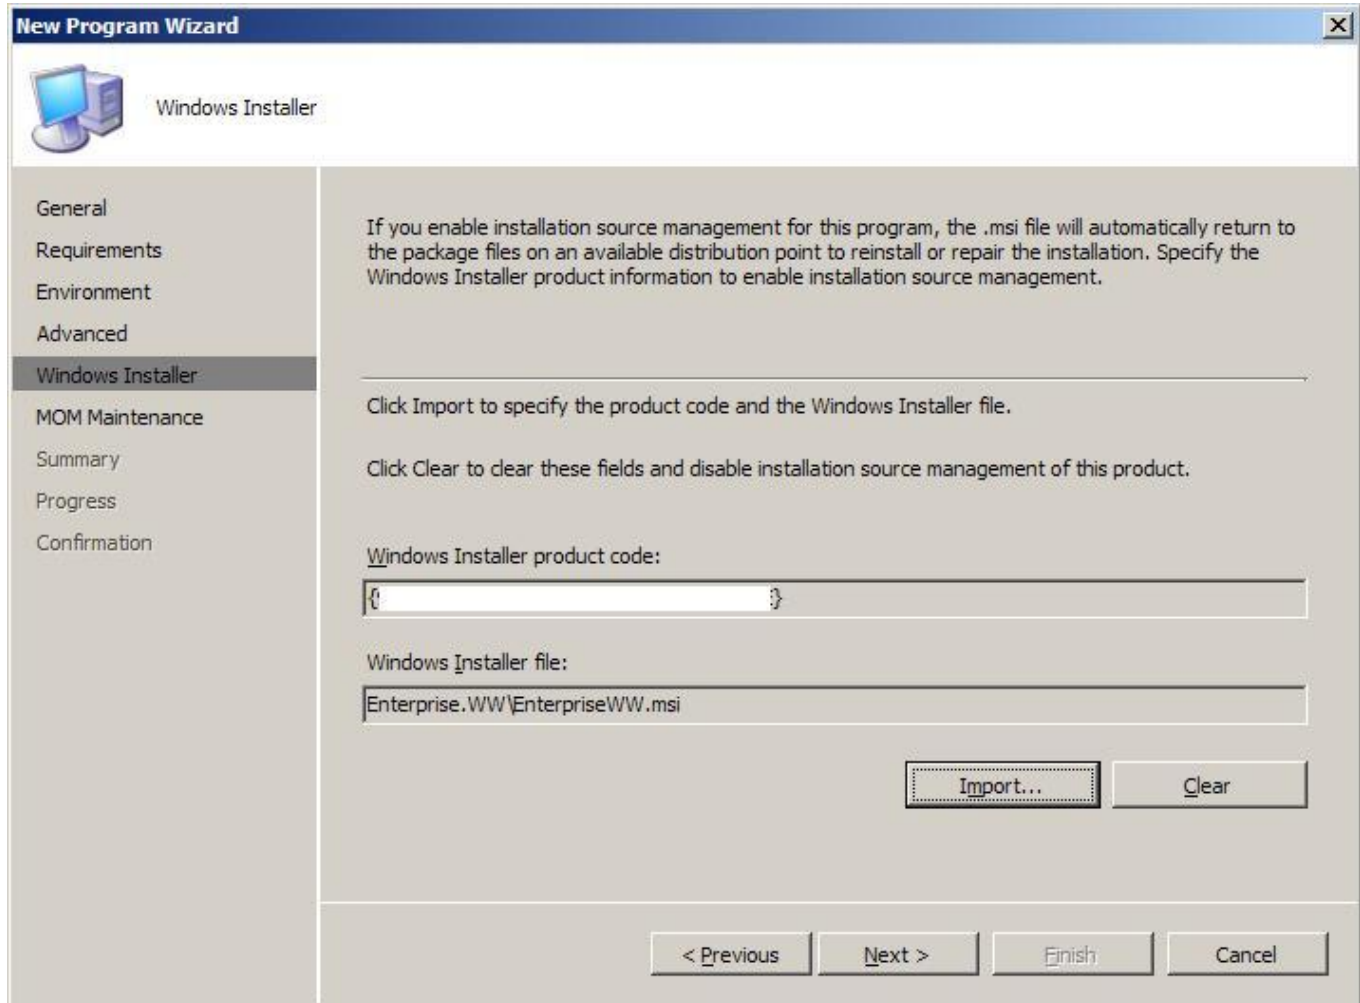 New Program Wizard
Windows Installer
General
Requirements
Environment
Advanced
Windows Installer
MOM Maintenance
Summary
Progress
Confirmation
If you enable installation source management for this program, the .msi file will automatically return to
the package files on an available distribution point to reinstall or repair the installation. Specify the
Windows Installer product information to enable installation source management.
Click Import to specify the product code and the Windows Installer file.
Click Clear to clear these fields and disable installation source management of this product.
Windows Installer product code:
{ }
Windows Installer file:
Enterprise.WW\EnterpriseWW.msi
Import... Clear
< Previous Next > Finish Cancel